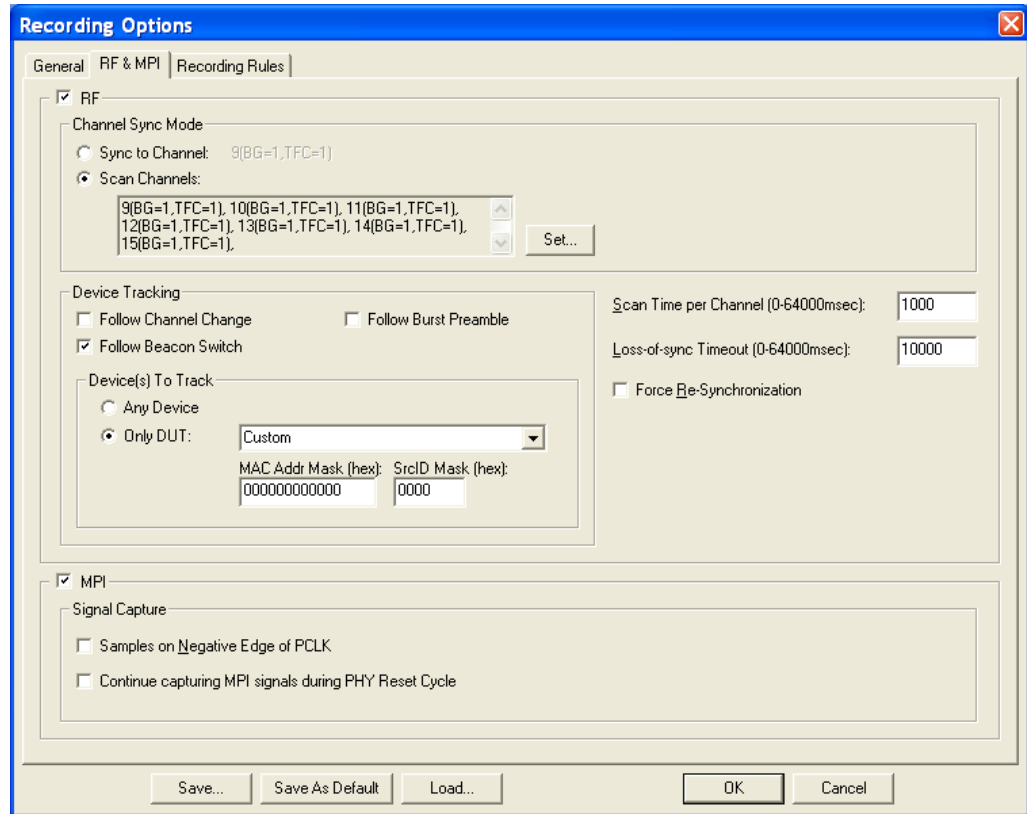 Recording Options
General RF & MPI Recording Rules
RF
Channel Sync Mode
Sync to Channel: 9(BG=1,TFC=1)
Scan Channels:
9(BG=1,TFC=1), 10(BG=1,TFC=1), 11(BG=1,TFC=1),
12(BG=1,TFC=1), 13(BG=1,TFC=1), 14(BG=1,TFC=1),
15(BG=1,TFC=1),
Set...
Device Tracking
Follow Channel Change Follow Burst Preamble
Follow Beacon Switch
Device(s) To Track
Any Device
Only DUT: Custom
MAC Addr Mask (hex): SrcID Mask (hex):
000000000000 0000
Scan Time per Channel (0-64000msec): 1000
Loss-of-sync Timeout (0-64000msec): 10000
Force Re-Synchronization
MPI
Signal Capture
Samples on Negative Edge of PCLK
Continue capturing MPI signals during PHY Reset Cycle
Save... Save As Default Load... OK Cancel